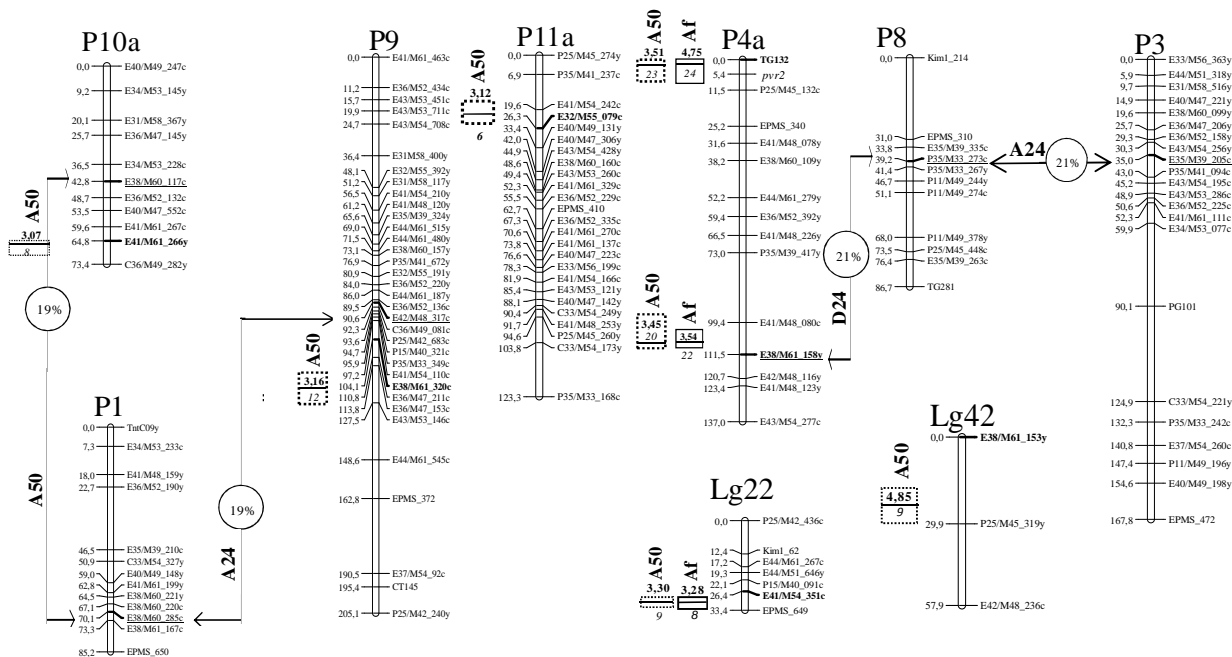 P10a
0,0 E40/M49_247c
9,2 E34/M53_145y
20,1 E31/M58_367y
25,7 E36/M47_145y
36,5 E34/M53_228c
42,8 E38/M60_117c
48,7 E36/M52_132c
53,5 E40/M47_552c
59,6 E41/M61_267c
64,8 E41/M61_266y
73,4 C36/M49_282y
A50
3,07
8
19%
A50
P1
0,0 TntC09y
7,3 E34/M53_233c
18,0 E41/M48_159y
22,7 E36/M52_190y
46,5 E35/M39_210c
50,9 C33/M54_327y
59,0 E40/M49_148y
62,8 E41/M61_199y
64,5 E38/M60_221y
67,1 E38/M60_220c
70,1 E38/M60_285c
73,3 E38/M61_167c
85,2 EPMS_650
19%
A24
P9
0,0 E41/M61_463c
11,2 E36/M52_434c
15,7 E43/M53_451c
19,9 E43/M53_711c
24,7 E43/M54_708c
36,4 E31M58_400y
48,1 E32/M55_392y
51,2 E31/M58_117y
56,5 E41/M54_210y
61,2 E41/M48_120y
65,6 E35/M39_324y
69,0 E44/M61_515y
71,5 E44/M61_480y
73,1 E38/M60_157y
76,9 P35/M41_672y
80,9 E32/M55_191y
84,0 E36/M52_220y
86,0 E44/M61_187y
89,5 E36/M52_136c
90,6 E42/M48_317c
92,3 C36/M49_081c
93,6 P25/M42_683c
94,7 P15/M40_321c
95,9 P35/M33_349c
97,2 E41/M54_110c
104,1 E38/M61_320c
110,8 E36/M47_211c
113,8 E36/M47_153c
127,5 E43/M53_146c
148,6 E44/M61_545c
162,8 EPMS_372
190,5 E37/M54_92c
195,4 CT145
205,1 P25/M42_240y
A50
3,16
12
:
P11a
0,0 P25/M45_274y
6,9 P35/M41_237c
19,6 E41/M54_242c
26,3 E32/M55_079c
33,4 E40/M49_131y
42,0 E40/M47_306y
44,9 E43/M54_428y
48,6 E38/M60_160c
49,4 E43/M53_260c
52,3 E41/M61_329c
55,5 E36/M52_229c
62,7 EPMS_410
67,3 E36/M52_335c
70,6 E41/M61_270c
73,8 E41/M61_137c
76,6 E40/M47_223c
78,3 E33/M56_199c
81,9 E41/M54_166c
85,4 E43/M53_121y
88,1 E40/M47_142y
90,4 C33/M54_249y
91,7 E41/M48_253y
94,6 P25/M45_260y
103,8 C33/M54_173y
123,3 P35/M33_168c
A50
3,12
6
P4a
0,0 TG132
5,4 pvr2
11,5 P25/M45_132c
25,2 EPMS_340
31,6 E41/M48_078y
38,2 E38/M60_109y
52,2 E44/M61_279y
59,4 E36/M52_392y
66,5 E41/M48_226y
73,0 P35/M39_417y
99,4 E41/M48_080c
111,5 E38/M61_158y
120,7 E42/M48_116y
123,4 E41/M48_123y
137,0 E43/M54_277c
A50
3,51
23
Af
4,75
24
A50
3,45
20
Af
3,54
22
P8
0,0 Kim1_214
31,0 EPMS_310
33,8 E35/M39_335c
39,2 P35/M33_273c
41,4 P35/M33_267y
46,7 P11/M49_244y
51,1 P11/M49_274c
68,0 P11/M49_378y
73,5 P25/M45_448c
76,4 E35/M39_263c
86,7 TG281
21%
D24
A24
21%
P3
0,0 E33/M56_363y
5,9 E44/M51_318y
9,7 E31/M58_516y
14,9 E40/M47_221y
19,6 E38/M60_099y
25,7 E36/M47_206y
29,3 E36/M52_158y
30,3 E43/M54_256y
35,0 E35/M39_205c
43,0 P35/M41_094c
45,2 E43/M54_195c
48,9 E43/M53_286c
50,6 E36/M52_225c
52,3 E41/M61_111c
59,9 E34/M53_077c
90,1 PG101
124,9 C33/M54_221y
132,3 P35/M33_242c
140,8 E37/M54_260c
147,4 P11/M49_196y
154,6 E40/M49_198y
167,8 EPMS_472
Lg22
0,0 P25/M42_436c
12,4 Kim1_62
17,2 E44/M61_267c
19,3 E44/M51_646y
22,1 P15/M40_091c
26,4 E41/M54_351c
33,4 EPMS_649
A50
3,30
9
Af
3,28
8
Lg42
0,0 E38/M61_153y
29,9 P25/M45_319y
57,9 E42/M48_236c
A50
4,85
9